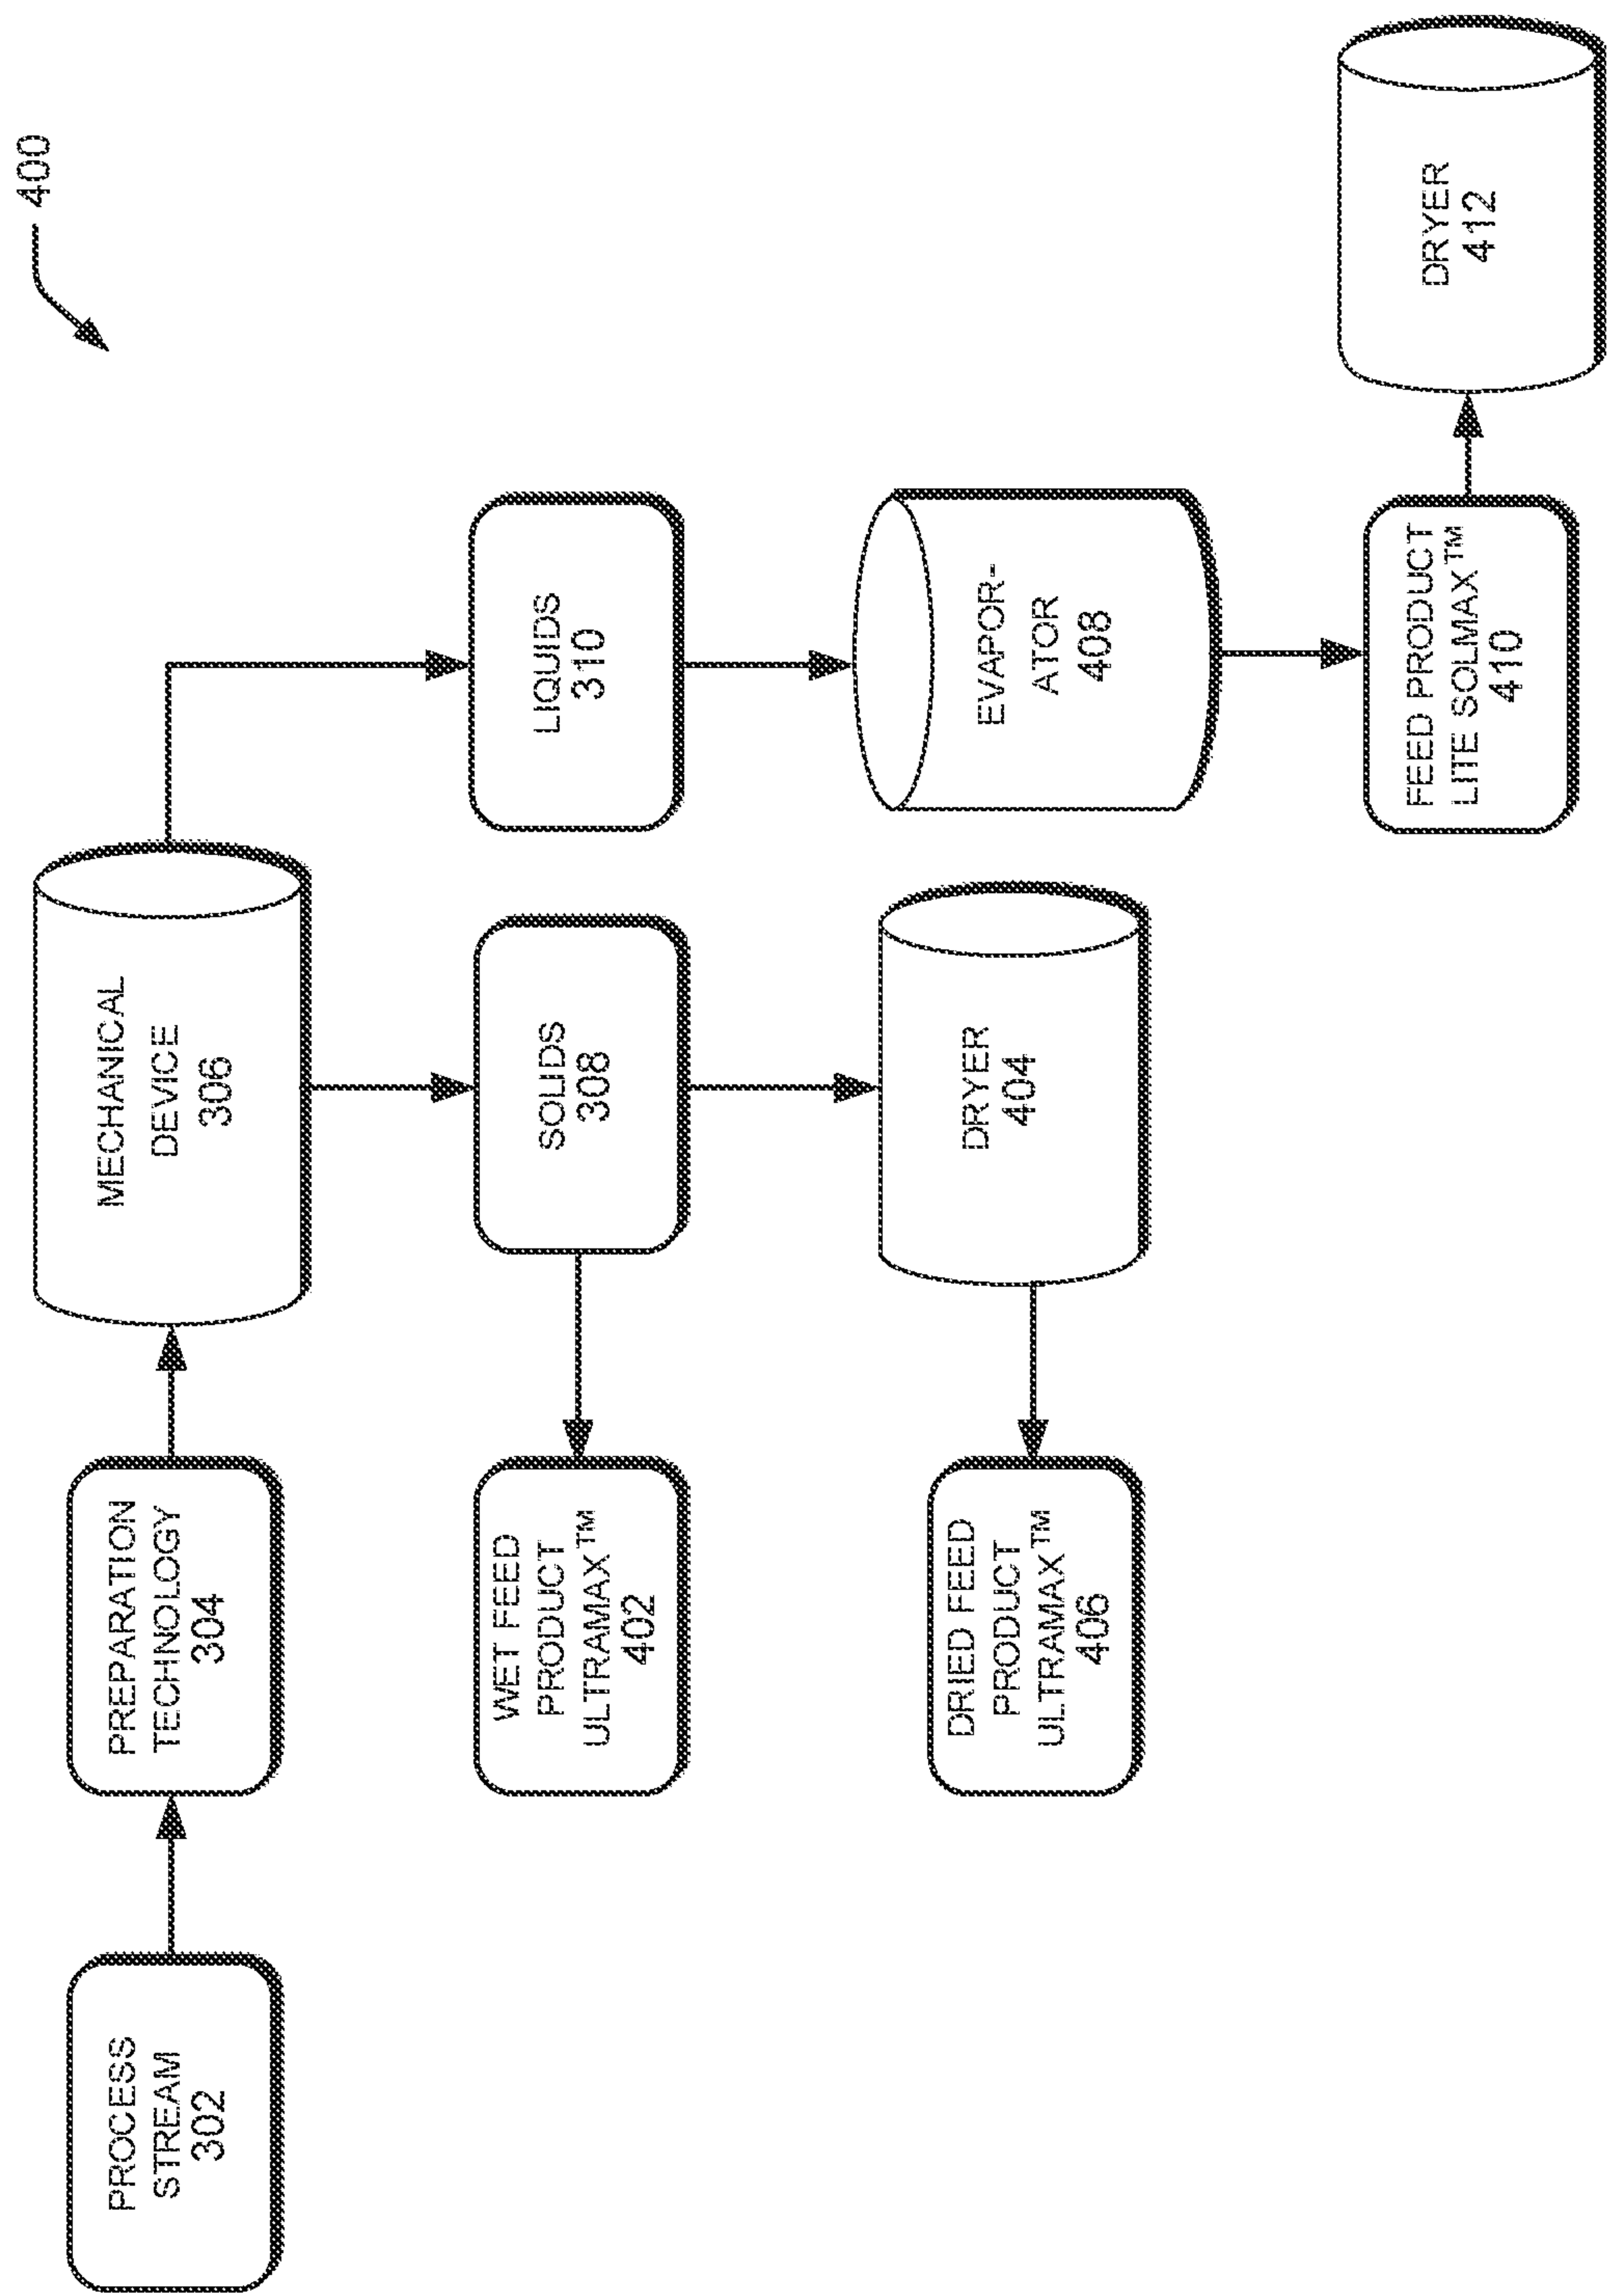 400
PROCESS
STREAM
302
PREPARATION
TECHNOLOGY
304
MECHANICAL
DEVICE
306
WET FEED
PRODUCT
ULTRAMAX™
402
SOLIDS
308
LIQUIDS
310
DRIED FEED
PRODUCT
ULTRAMAX™
406
DRYER
404
EVAPOR-
ATOR
408
FEED PRODUCT
LITE SOLMAX™
410
DRYER
412